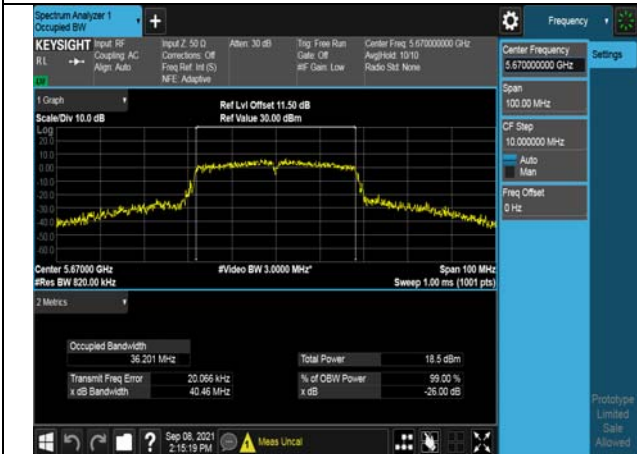 Spectrum Analyzer 1
Occupied BW
Frequency
KEYSIGHT
Input: RF
Input Z: 50 Ω
Atten: 30 dB
Trig: Free Run
Center Freq: 5.670000000 GHz
RL
Coupling: AC
Corrections: Off
Gate: Off
Avg|Hold: 10/10
Align: Auto
Freq Ref: Int (S)
#IF Gain: Low
Radio Std: None
NFE: Adaptive
Center Frequency
5.670000000 GHz
Settings
Span
100.00 MHz
CF Step
10.000000 MHz
Auto
Man
Freq Offset
0 Hz
1 Graph
Ref Lvl Offset 11.50 dB
Scale/Div 10.0 dB
Ref Value 30.00 dBm
Log
20.0
10.0
0.00
-10.0
-20.0
-30.0
-40.0
-50.0
-60.0
Center 5.67000 GHz
#Video BW 3.0000 MHz*
Span 100 MHz
#Res BW 820.00 kHz
Sweep 1.00 ms (1001 pts)
2 Metrics
Occupied Bandwidth
36.201 MHz
Total Power
18.5 dBm
Transmit Freq Error
20.066 kHz
% of OBW Power
99.00 %
x dB Bandwidth
40.46 MHz
x dB
-26.00 dB
Prototype
Limited
Sale
Allowed
?
Sep 08, 2021
2:15:19 PM
Meas Uncal